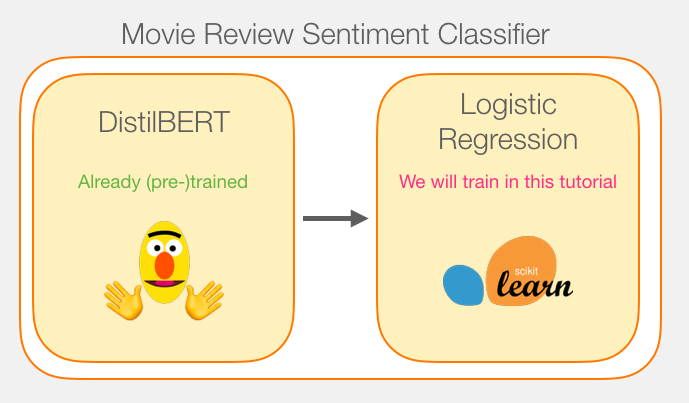 Movie Review Sentiment Classifier
DistilBERT
Already (pre-)trained
Logistic
Regression
We will train in this tutorial
scikit
learn